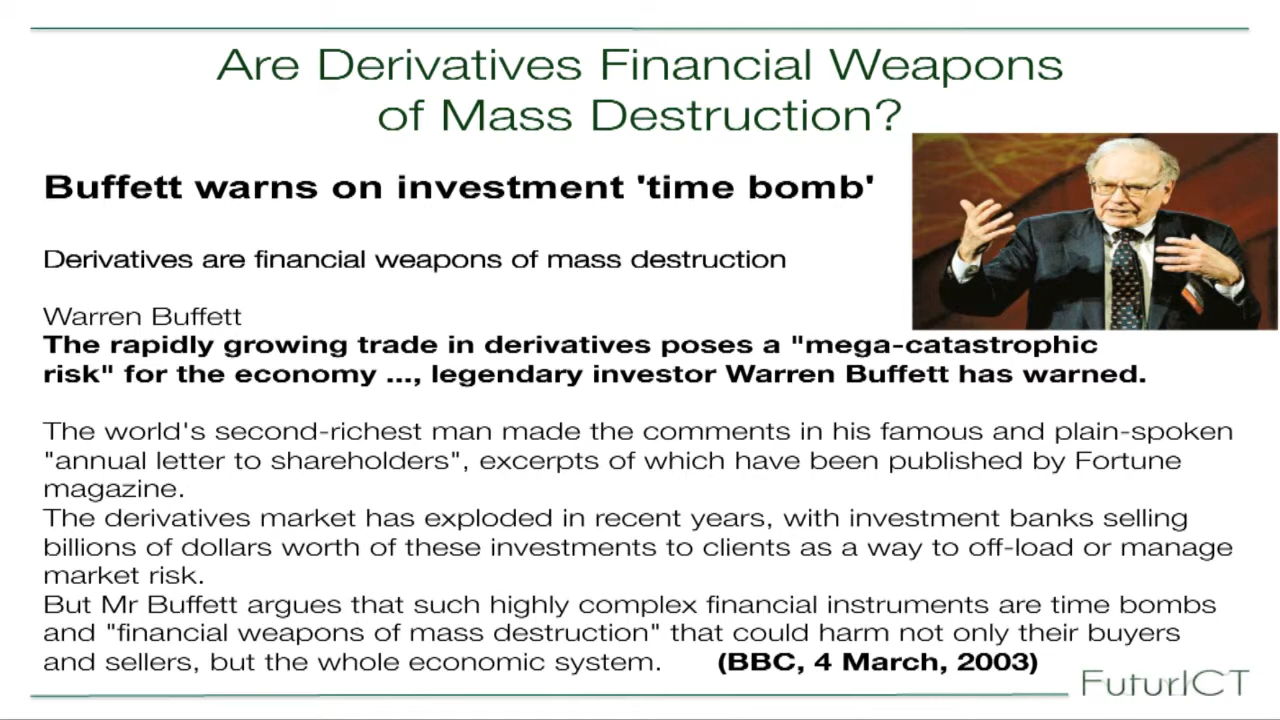 Are Derivatives Financial Weapons
of Mass Destruction?
Buffett warns on investment 'time bomb'
Derivatives are financial weapons of mass destruction
Warren Buffett
The rapidly growing trade in derivatives poses a "mega-catastrophic
risk" for the economy ..., legendary investor Warren Buffett has warned.
The world's second-richest man made the comments in his famous and plain-spoken
"annual letter to shareholders", excerpts of which have been published by Fortune
magazine.
The derivatives market has exploded in recent years, with investment banks selling
billions of dollars worth of these investments to clients as a way to off-load or manage
market risk.
But Mr Buffett argues that such highly complex financial instruments are time bombs
and "financial weapons of mass destruction" that could harm not only their buyers
and sellers, but the whole economic system. (BBC, 4 March, 2003)
FuturICT